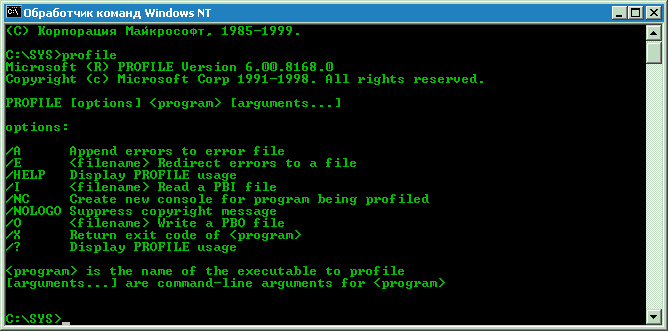 Обработчик команд Windows NT
(C) Корпорация Майкрософт, 1985-1999.
C:\SYS>profile
Microsoft (R) PROFILE Version 6.00.8168.0
Copyright (c) Microsoft Corp 1991-1998. All rights reserved.
PROFILE [options] <program> [arguments...]
options:
/A Append errors to error file
/E <filename> Redirect errors to a file
/HELP Display PROFILE usage
/I <filename> Read a PBI file
/NC Create new console for program being profiled
/NOLOGO Suppress copyright message
/O <filename> Write a PBO file
/X Return exit code of <program>
/? Display PROFILE usage
<program> is the name of the executable to profile
[arguments...] are command-line arguments for <program>
C:\SYS>_